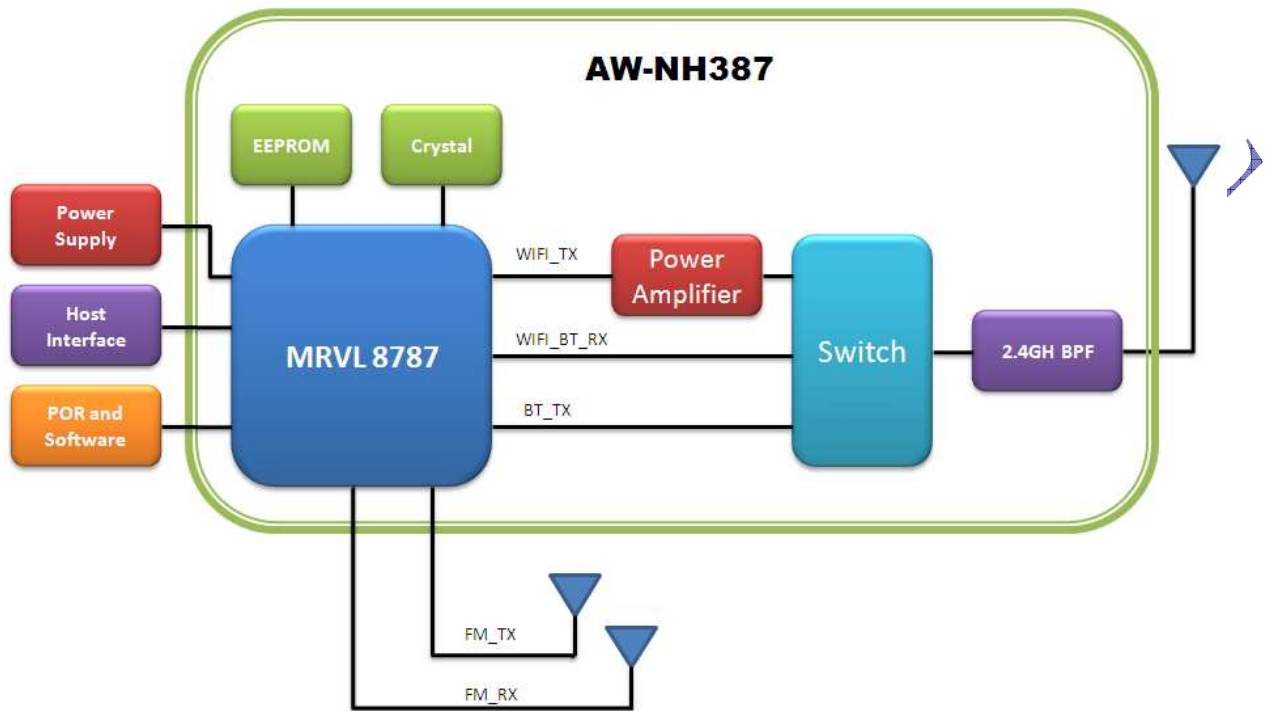 AW-NH387
EEPROM
Crystal
Power
Supply
Host
Interface
POR and
Software
MRVL 8787
WIFI_TX
Power
Amplifier
WIFI_BT_RX
BT_TX
Switch
2.4GH BPF
FM_TX
FM_RX